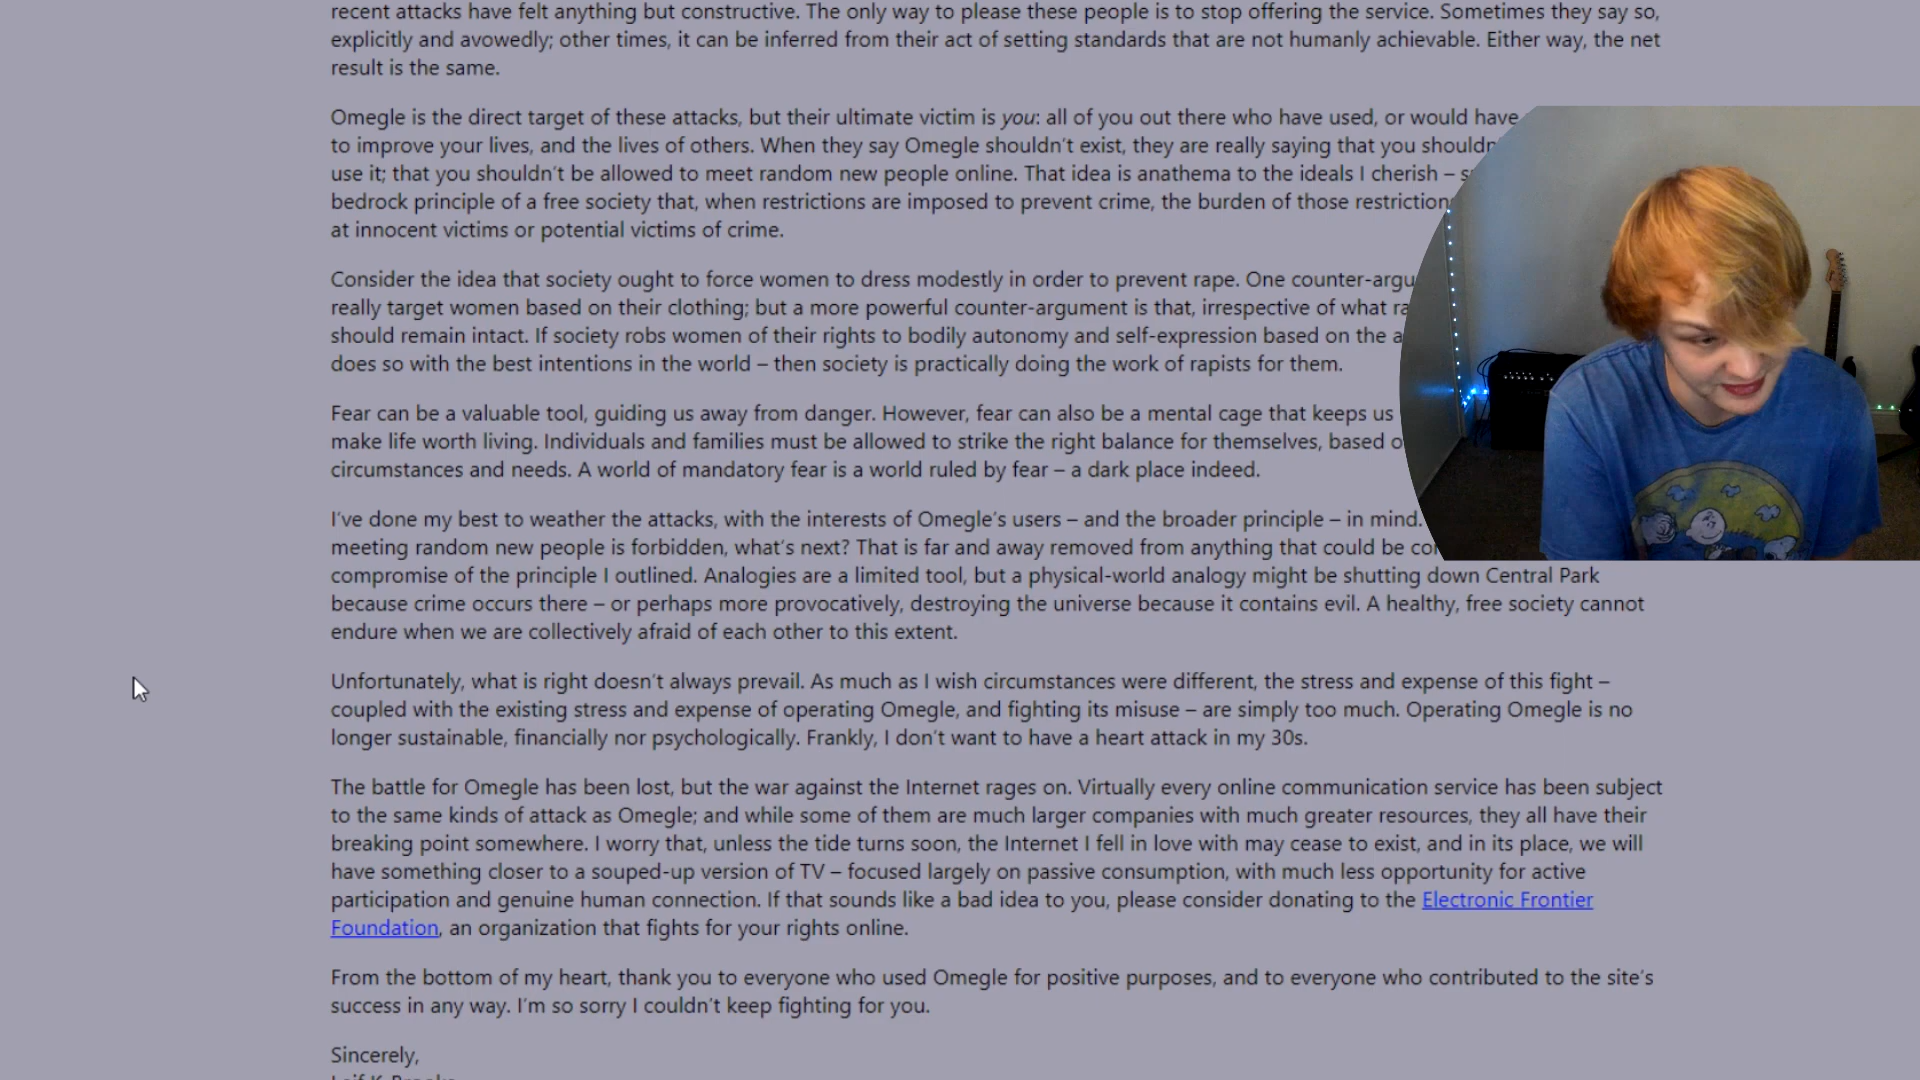 recent attacks have felt anything but constructive. The only way to please these people is to stop offering the service. Sometimes they say so,
explicitly and avowedly; other times, it can be inferred from their act of setting standards that are not humanly achievable. Either way, the net
result is the same.
Omegle is the direct target of these attacks, but their ultimate victim is you: all of you out there who have used, or would have
to improve your lives, and the lives of others. When they say Omegle shouldn't exist, they are really saying that you
use it; that you shouldn't be allowed to meet random new people online. That idea is anathema to the ideals I cherish –
bedrock principle of a free society that, when restrictions are imposed to prevent crime, the burden of those
at innocent victims or potential victims of crime.
Consider the idea that society ought to force women to dress modestly in order to prevent rape. One
really target women based on their clothing; but a more powerful counter-argument is that, irrespective of what
should remain intact. If society robs women of their rights to bodily autonomy and self-expression based on the
does so with the best intentions in the world – then society is practically doing the work of rapists for them.
Fear can be a valuable tool, guiding us away from danger. However, fear can also be a mental cage that keeps us
make life worth living. Individuals and families must be allowed to strike the right balance for themselves, based
circumstances and needs. A world of mandatory fear is a world ruled by fear – a dark place indeed.
I've done my best to weather the attacks, with the interests of Omegle's users – and the broader principle – in mind.
meeting random new people is forbidden, what's next? That is far and away removed from anything that could be
compromise of the principle I outlined. Analogies are a limited tool, but a physical-world analogy might be shutting down Central Park
because crime occurs there – or perhaps more provocatively, destroying the universe because it contains evil. A healthy, free society cannot
endure when we are collectively afraid of each other to this extent.
Unfortunately, what is right doesn't always prevail. As much as I wish circumstances were different, the stress and expense of this fight –
coupled with the existing stress and expense of operating Omegle, and fighting its misuse – are simply too much. Operating Omegle is no
longer sustainable, financially nor psychologically. Frankly, I don't want to have a heart attack in my 30s.
The battle for Omegle has been lost, but the war against the Internet rages on. Virtually every online communication service has been subject
to the same kinds of attack as Omegle; and while some of them are much larger companies with much greater resources, they all have their
breaking point somewhere. I worry that, unless the tide turns soon, the Internet I fell in love with may cease to exist, and in its place, we will
have something closer to a souped-up version of TV – focused largely on passive consumption, with much less opportunity for active
participation and genuine human connection. If that sounds like a bad idea to you, please consider donating to the Electronic Frontier
Foundation, an organization that fights for your rights online.
From the bottom of my heart, thank you to everyone who used Omegle for positive purposes, and to everyone who contributed to the site's
success in any way. I'm so sorry I couldn't keep fighting for you.
Sincerely,